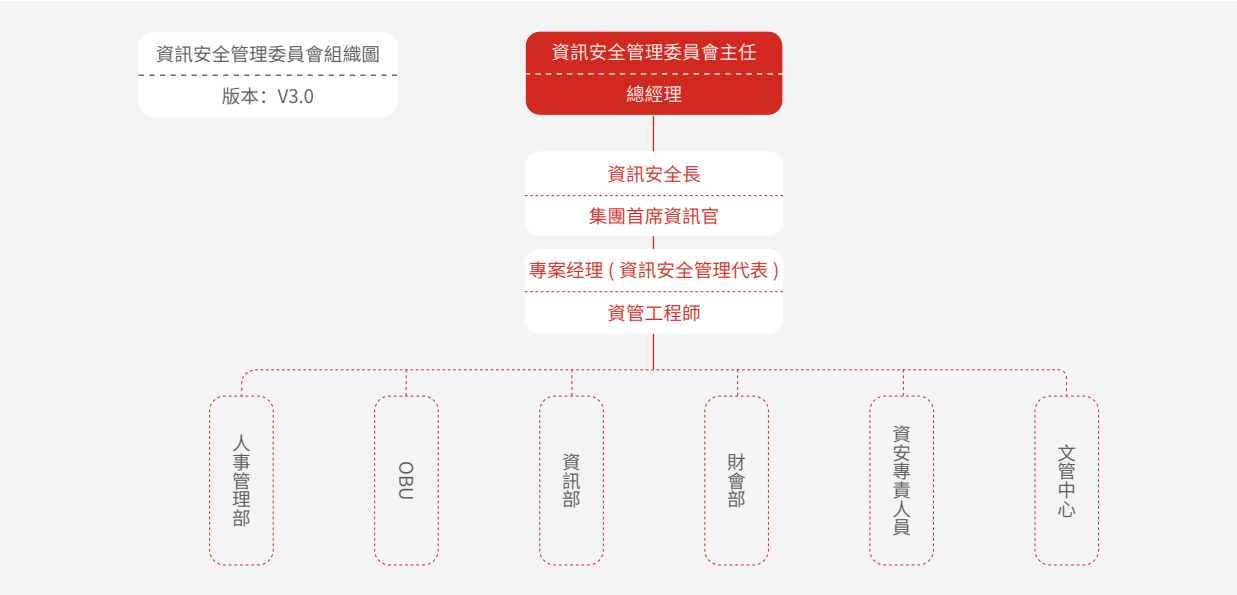 資訊安全管理委員會組織圖
版本：V3.0
資訊安全管理委員會主任
總經理
資訊安全長
集團首席資訊官
專案经理 ( 資訊安全管理代表 )
資管工程師
人事管理部
OBU
資訊部
財會部
資安專責人員
文管中心